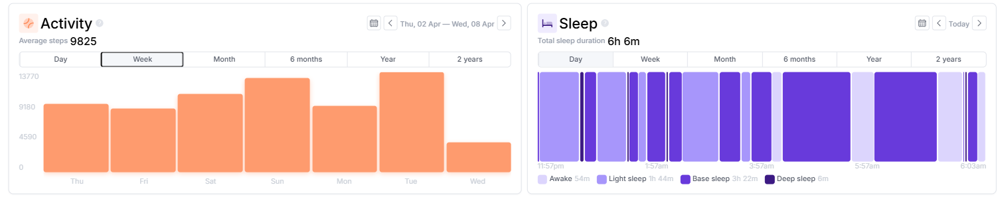 Activity ?
Thu, 02 Apr — Wed, 08 Apr
Average steps 9825
Day Week Month 6 months Year 2 years
13770
9180
4590
0
Thu Fri Sat Sun Mon Tue Wed
Sleep ?
Today
Total sleep duration 6h 6m
Day Week Month 6 months Year 2 years
11:57pm 1:57am 3:57am 5:57am 6:03am
Awake 54m Light sleep 1h 44m Base sleep 3h 22m Deep sleep 6m